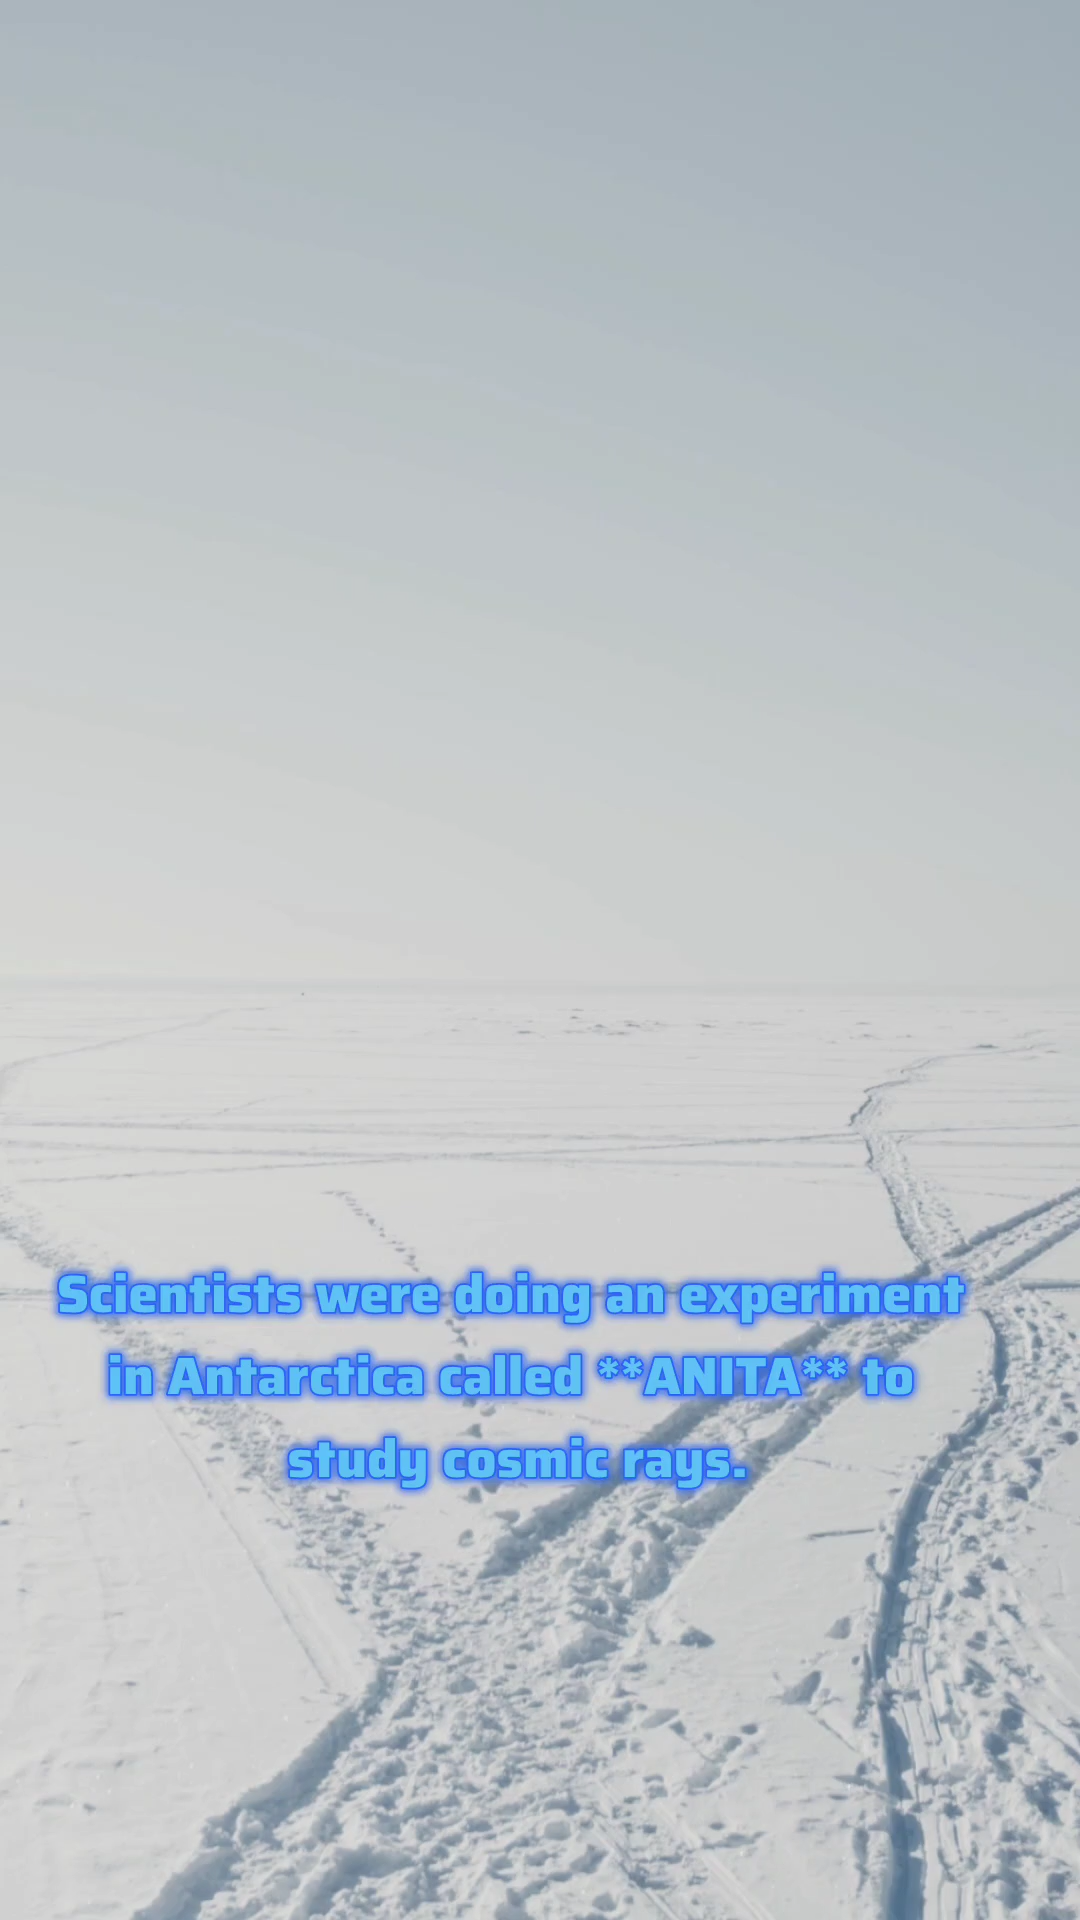 Scientists were doing an experiment
in Antarctica called **ANITA** to
study cosmic rays.